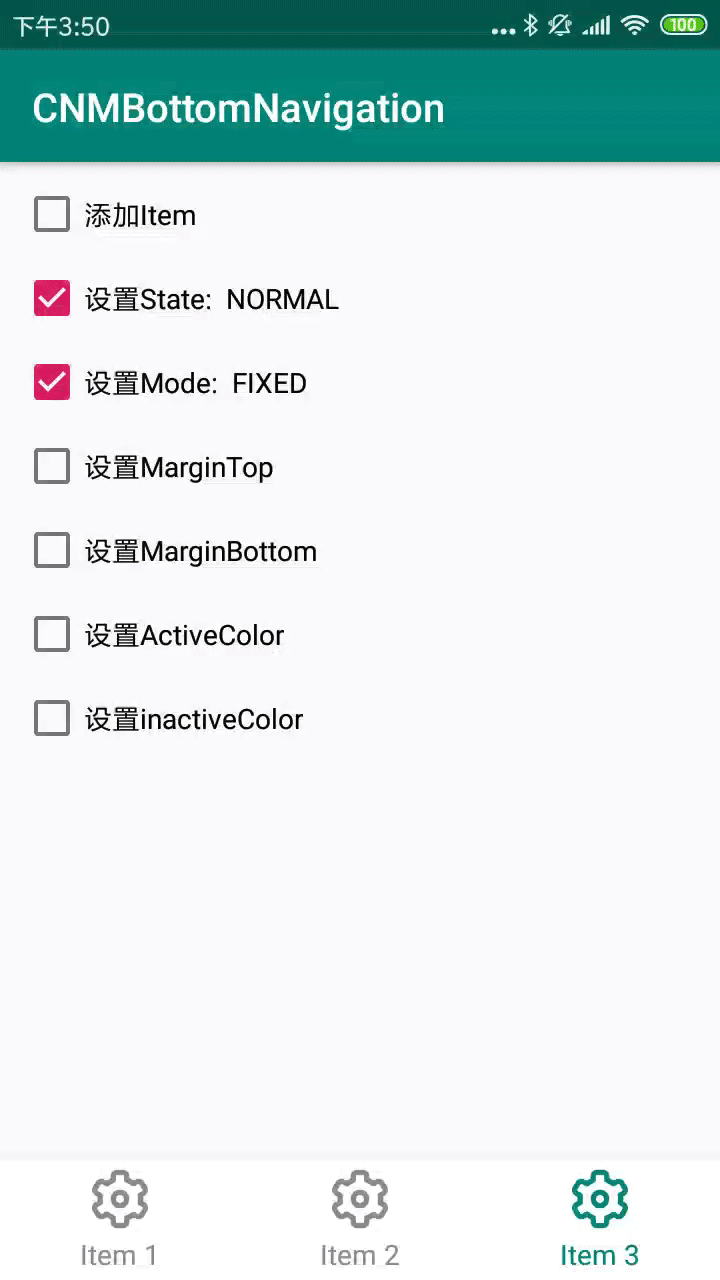 下午3:50
100
CNMBottomNavigation
添加Item
设置State: NORMAL
设置Mode: FIXED
设置MarginTop
设置MarginBottom
设置ActiveColor
设置inactiveColor
Item 1
Item 2
Item 3